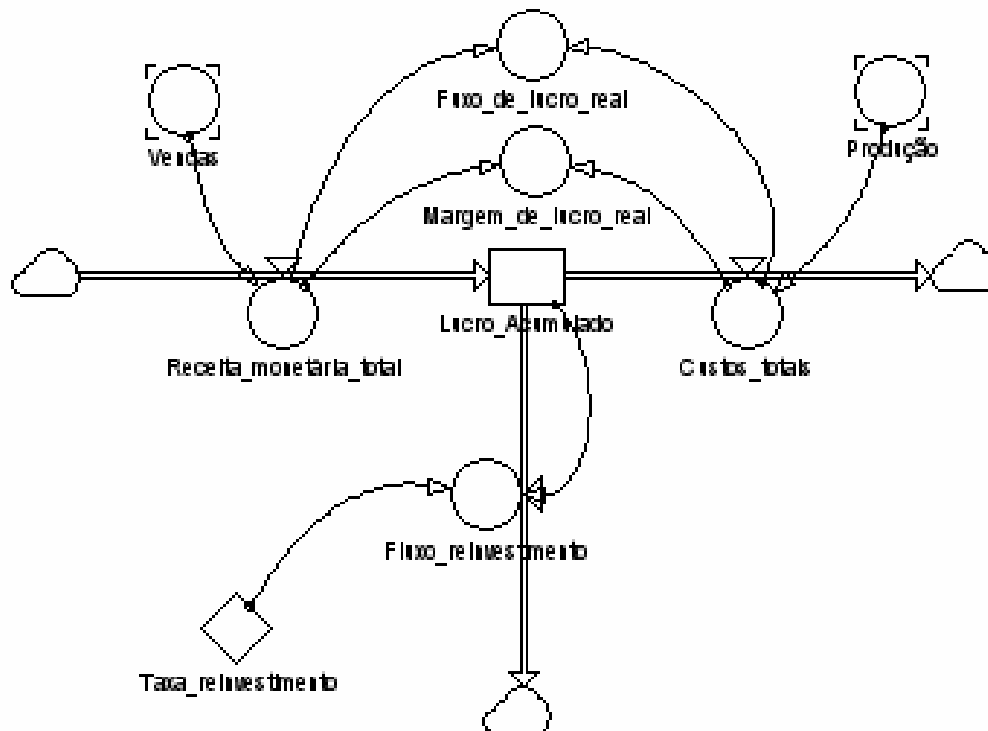 Fluxo_de_lucro_real
Vendas
Produção
Margem_de_lucro_real
Lucro_Acumulado
Receita_monetária_total
Custos_totais
Fluxo_reinvestimento
Taxa_reinvestimento